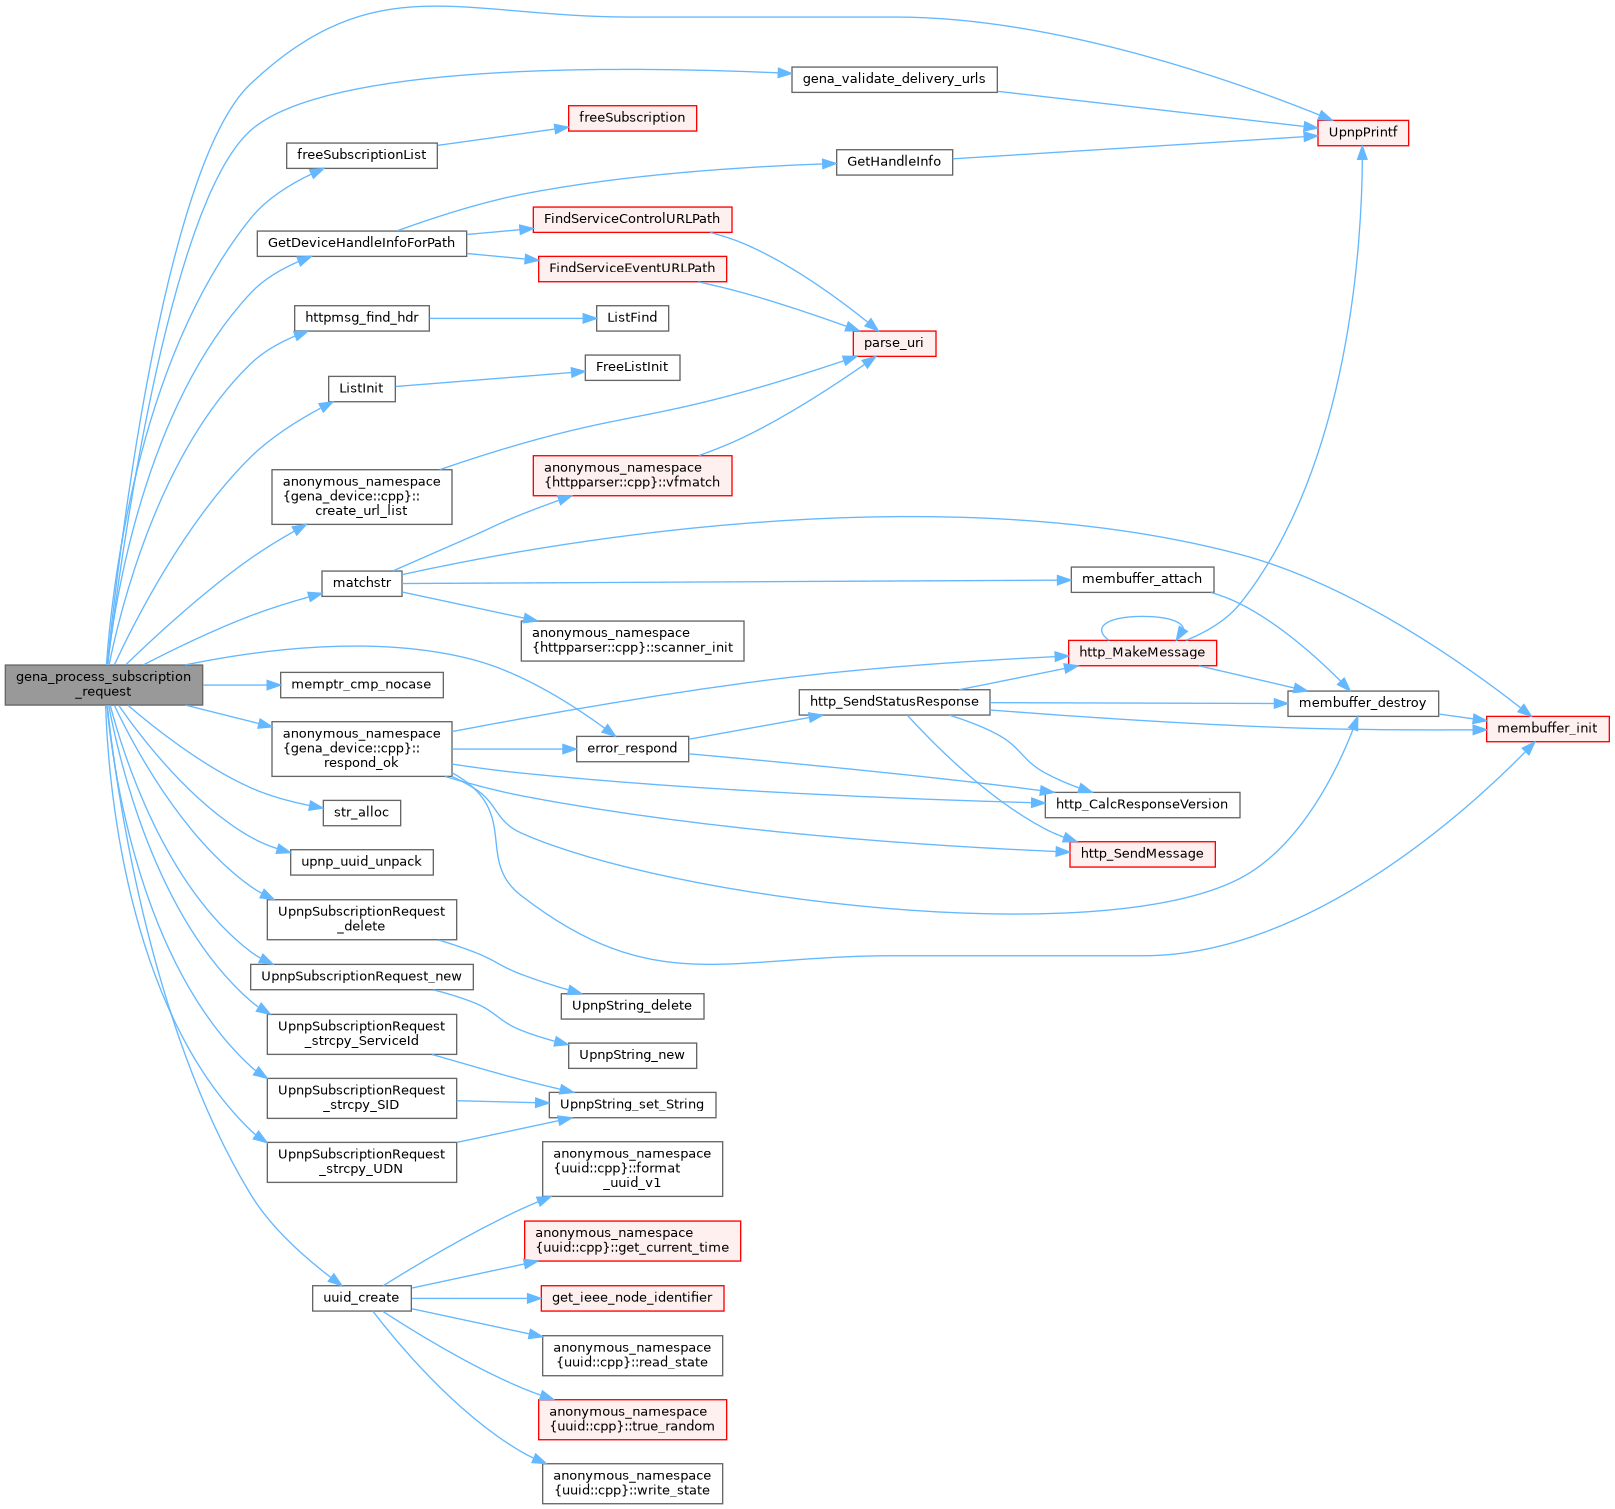 gena_process_subscription
_request
gena_validate_delivery_urls
UpnpPrintf
freeSubscriptionList
freeSubscription
GetHandleInfo
GetDeviceHandleInfoForPath
FindServiceControlURLPath
FindServiceEventURLPath
httpmsg_find_hdr
ListFind
parse_uri
ListInit
FreeListInit
anonymous_namespace
{gena_device::cpp}::
create_url_list
anonymous_namespace
{httpparser::cpp}::vfmatch
matchstr
membuffer_attach
anonymous_namespace
{httpparser::cpp}::scanner_init
http_MakeMessage
memptr_cmp_nocase
http_SendStatusResponse
membuffer_destroy
membuffer_init
anonymous_namespace
{gena_device::cpp}::
respond_ok
error_respond
http_CalcResponseVersion
str_alloc
http_SendMessage
upnp_uuid_unpack
UpnpSubscriptionRequest
_delete
UpnpSubscriptionRequest_new
UpnpString_delete
UpnpSubscriptionRequest
_strcpy_ServiceId
UpnpString_new
UpnpSubscriptionRequest
_strcpy_SID
UpnpString_set_String
UpnpSubscriptionRequest
_strcpy_UDN
anonymous_namespace
{uuid::cpp}::format
_uuid_v1
anonymous_namespace
{uuid::cpp}::get_current_time
uuid_create
get_ieee_node_identifier
anonymous_namespace
{uuid::cpp}::read_state
anonymous_namespace
{uuid::cpp}::true_random
anonymous_namespace
{uuid::cpp}::write_state